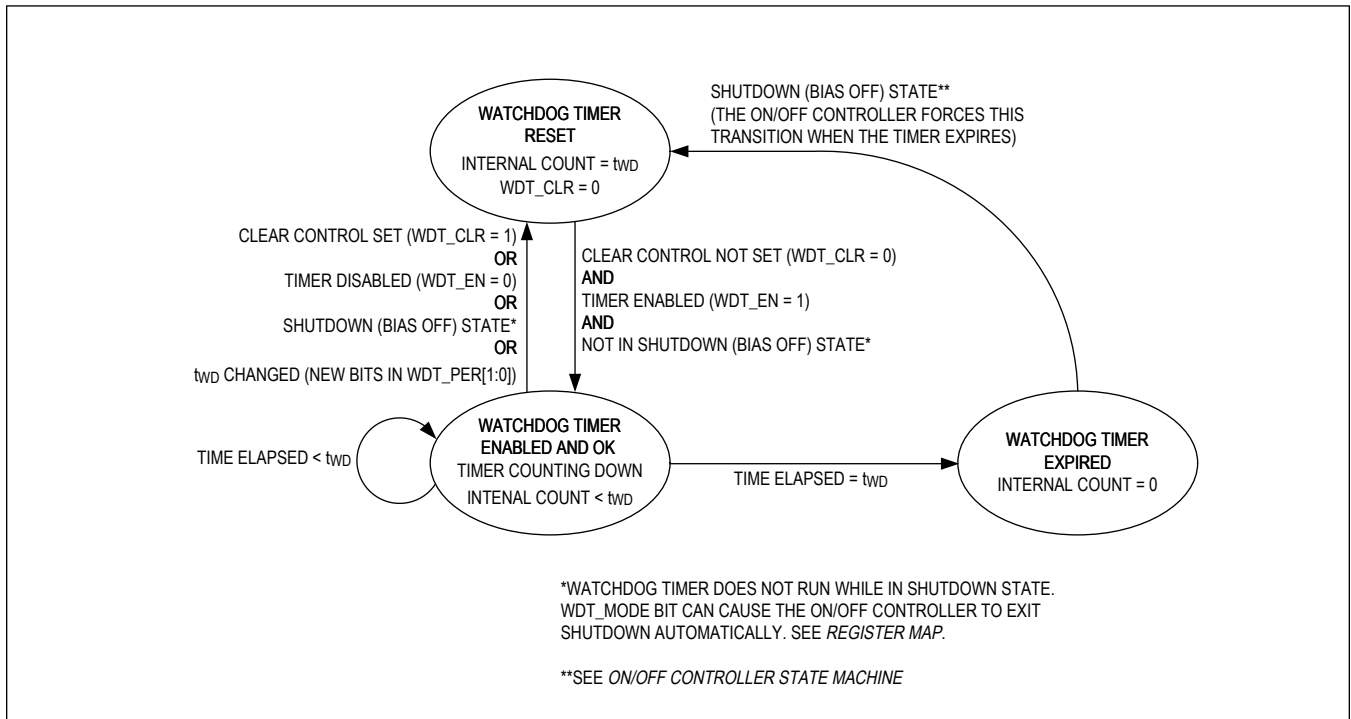 SHUTDOWN (BIAS OFF) STATE**
(THE ON/OFF CONTROLLER FORCES THIS
TRANSITION WHEN THE TIMER EXPIRES)
WATCHDOG TIMER
RESET
INTERNAL COUNT = tWD
WDT_CLR = 0
CLEAR CONTROL SET (WDT_CLR = 1)
OR
TIMER DISABLED (WDT_EN = 0)
OR
SHUTDOWN (BIAS OFF) STATE*
OR
tWD CHANGED (NEW BITS IN WDT_PER[1:0])
CLEAR CONTROL NOT SET (WDT_CLR = 0)
AND
TIMER ENABLED (WDT_EN = 1)
AND
NOT IN SHUTDOWN (BIAS OFF) STATE*
TIME ELAPSED < tWD
WATCHDOG TIMER
ENABLED AND OK
TIMER COUNTING DOWN
INTENAL COUNT < tWD
TIME ELAPSED = tWD
WATCHDOG TIMER
EXPIRED
INTERNAL COUNT = 0
*WATCHDOG TIMER DOES NOT RUN WHILE IN SHUTDOWN STATE.
WDT_MODE BIT CAN CAUSE THE ON/OFF CONTROLLER TO EXIT
SHUTDOWN AUTOMATICALLY. SEE REGISTER MAP.
**SEE ON/OFF CONTROLLER STATE MACHINE